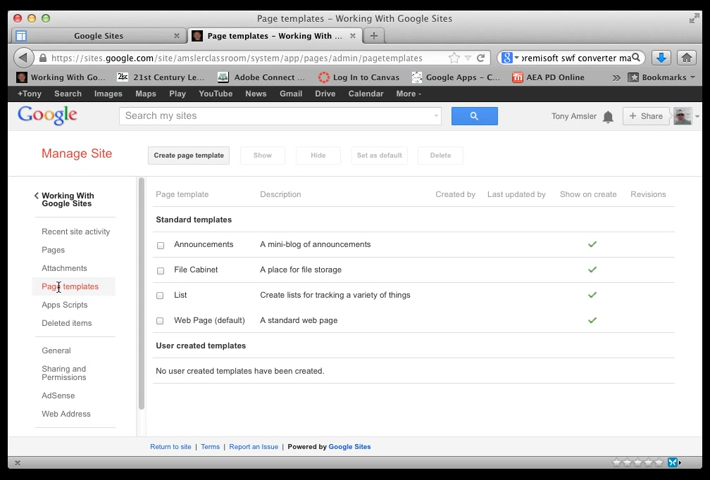 Page templates – Working With Google Sites
Google Sites
Page templates – Working With ...
https://sites.google.com/site/amslerclassroom/system/app/pages/admin/pagetemplates
oremisoft swf converter ma
Working With Go...
21st Century Le...
Adobe Connect ...
Log In to Canvas
Google Apps – C...
AEA PD Online
»
Bookmarks
+Tony Search Images Maps Play YouTube News Gmail Drive Calendar More
Google
Search my sites
Tony Amsler
+ Share
Manage Site
Create page template
Show
Hide
Set as default
Delete
Working With
Google Sites
Recent site activity
Pages
Attachments
Page templates
Apps Scripts
Deleted items
General
Sharing and
Permissions
AdSense
Web Address
Page template Description Created by Last updated by Show on create Revisions
Standard templates
Announcements A mini-blog of announcements
File Cabinet A place for file storage
List Create lists for tracking a variety of things
Web Page (default) A standard web page
User created templates
No user created templates have been created.
Return to site | Terms | Report an Issue | Powered by Google Sites